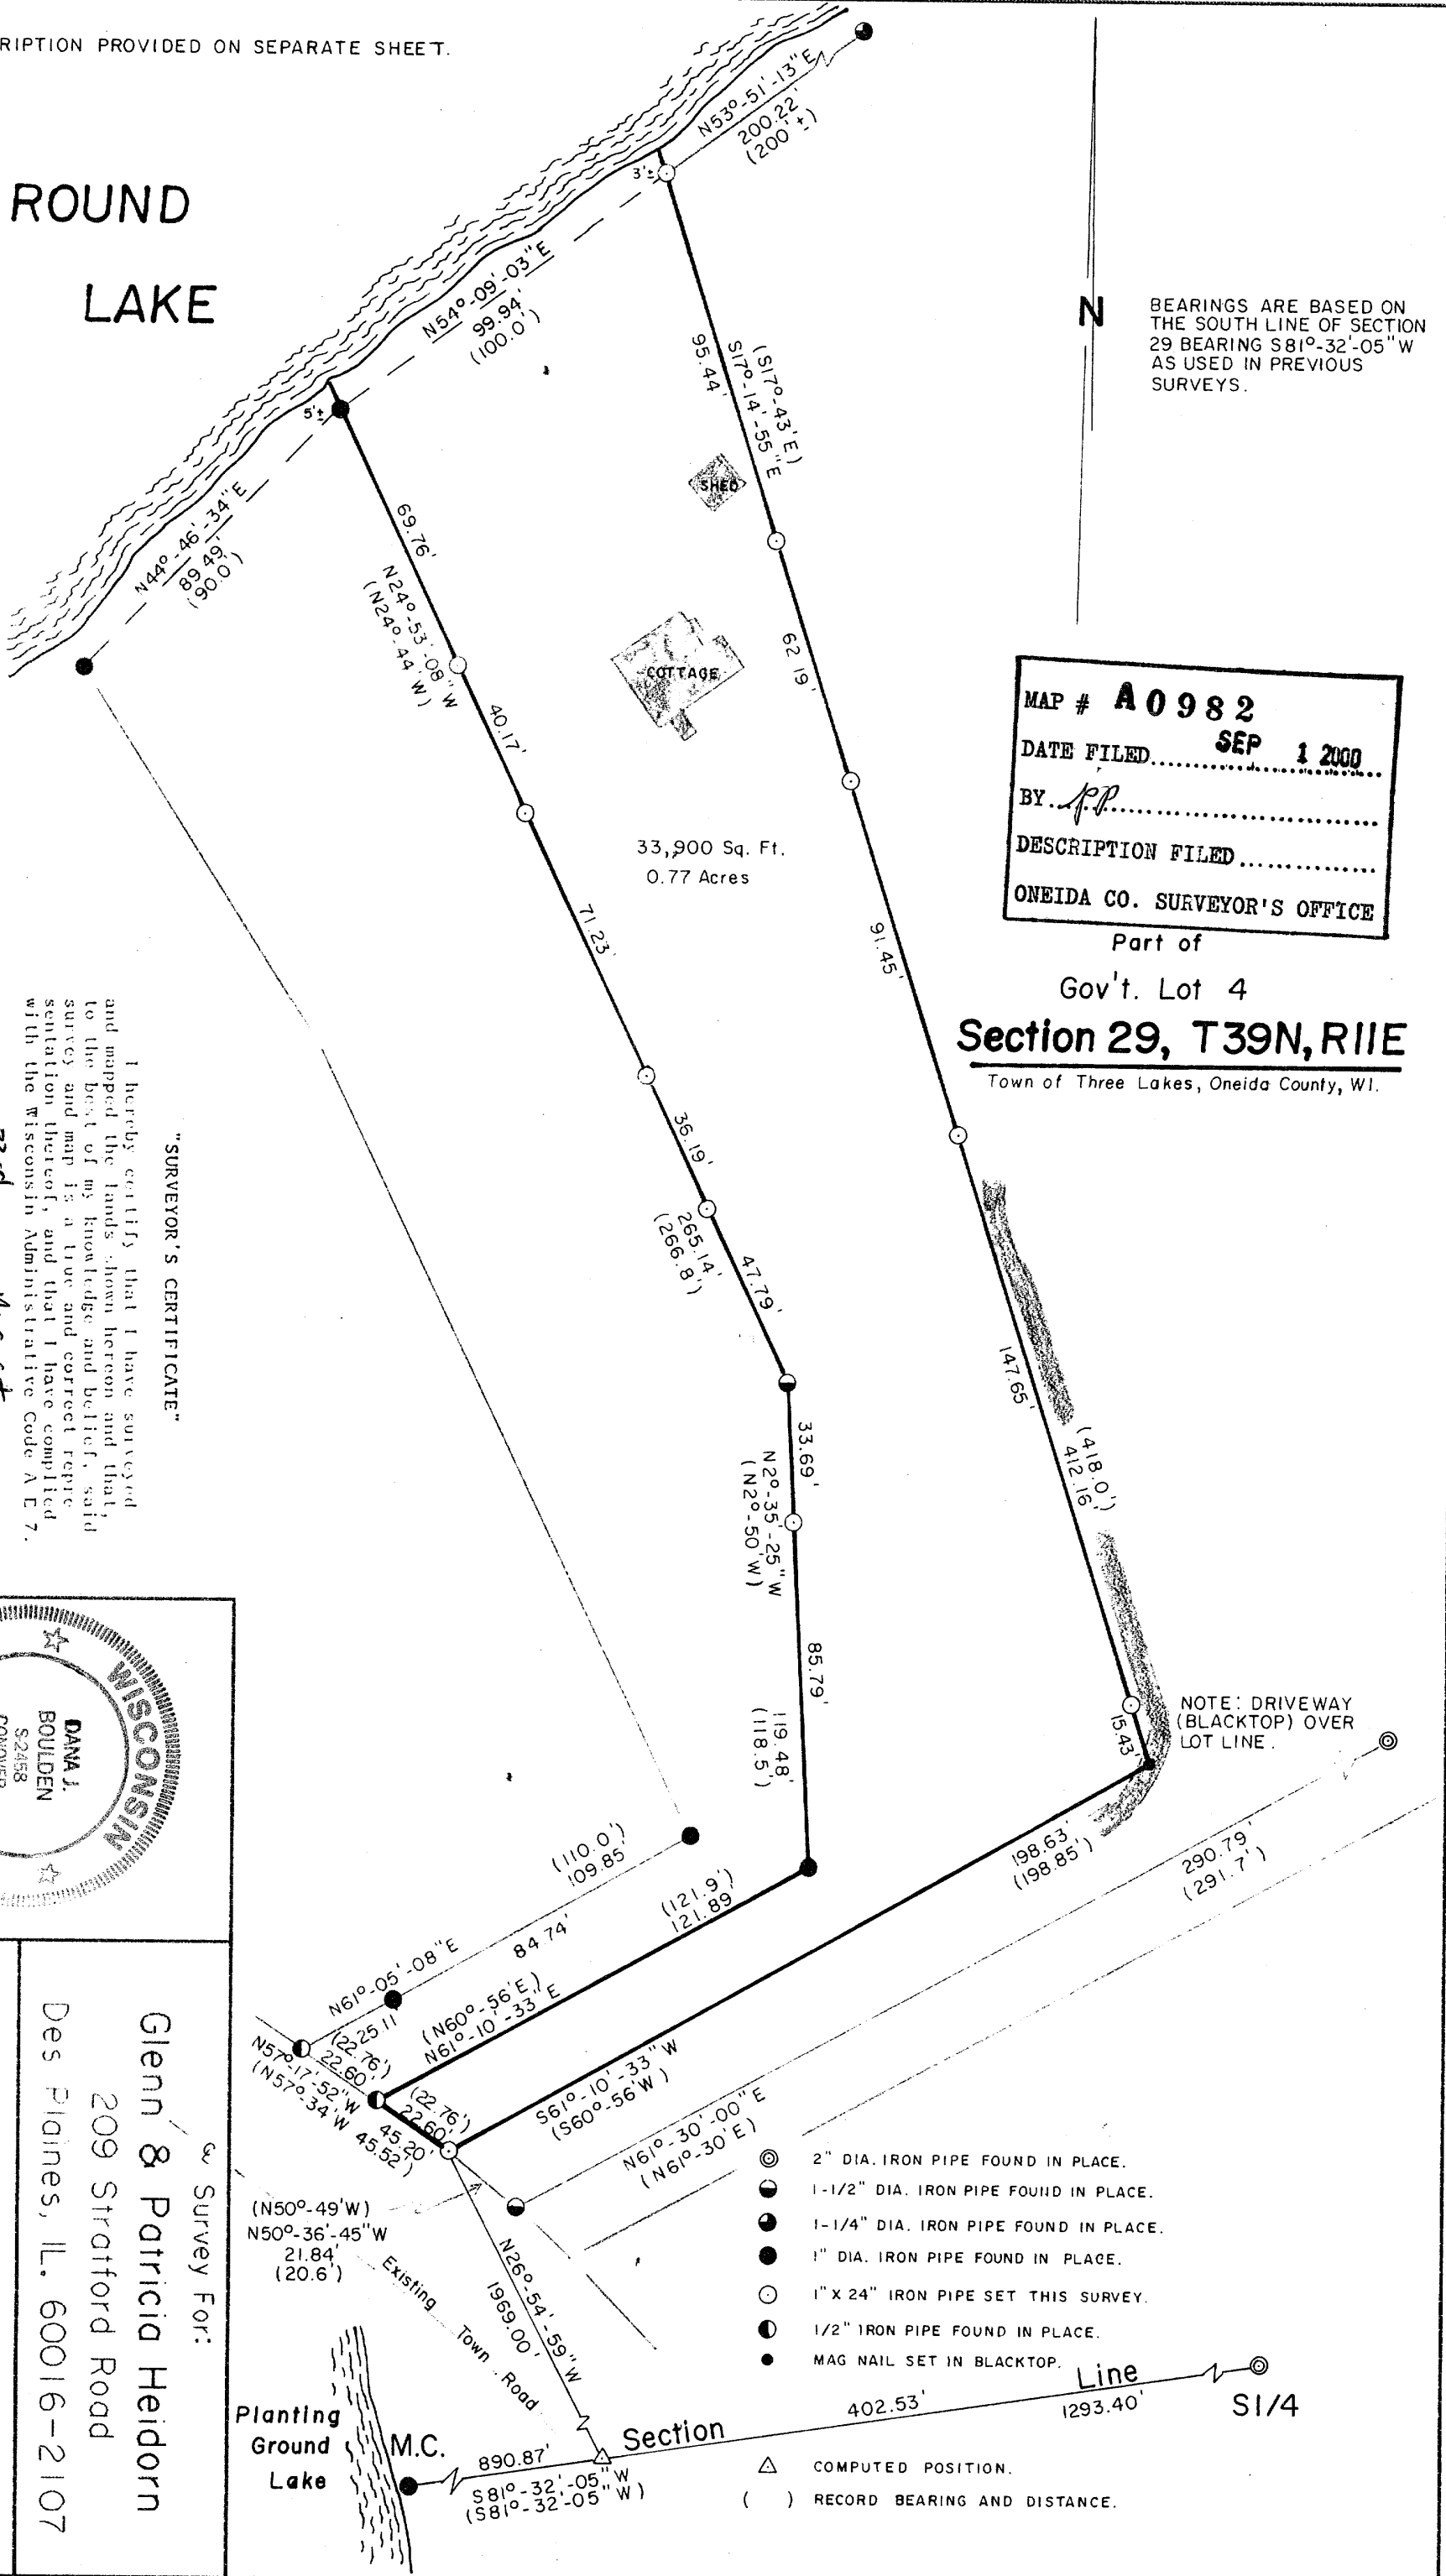 RIPTION PROVIDED ON SEPARATE SHEET.
ROUND
LAKE
N53°-51'-13"E
200.22'
(200'±)
3'±
N54°-09'-03"E
99.94'
(100.0')
5'±
N44°-46'-34"E
89.49'
(90.0')
N
BEARINGS ARE BASED ON
THE SOUTH LINE OF SECTION
29 BEARING S81°-32'-05"W
AS USED IN PREVIOUS
SURVEYS.
(S17°-43'E)
S17°-14'-55"E
95.44'
SHED
62.19'
COTTAGE
69.76'
N24°-53'-08"W
(N24°-44'W)
40.17'
33,900 Sq. Ft.
0.77 Acres
71.23'
91.45'
36.19'
265.14'
(266.8')
47.79'
147.65'
(418.0')
412.16'
33.69'
N2°-35'-25"W
(N2°-50'W)
85.79'
119.48'
(118.5')
15.43'
MAP # A0982
DATE FILED SEP 1 2000
BY
DESCRIPTION FILED
ONEIDA CO. SURVEYOR'S OFFICE
Part of
Gov't. Lot 4
Section 29, T39N, R11E
Town of Three Lakes, Oneida County, WI.
NOTE: DRIVEWAY
(BLACKTOP) OVER
LOT LINE.
198.63'
(198.85')
290.79'
(291.7')
(110.0')
109.85'
84.74'
N61°-05'-08"E
(121.9')
121.89
(N60°-56'E)
N61°-10'-33"E
25.11'
(22.76')
22.60'
N57°-17'-52"W
(N57°-34'W
45.20'
45.52')
(22.76')
22.60'
S61°-10'-33"W
(S60°-56'W)
N61°-30'-00"E
(N61°-30'E)
(N50°-49'W)
N50°-36'-45"W
21.84'
(20.6')
Existing Town Road
N26°-54'-59"W
1969.00'
2" DIA. IRON PIPE FOUND IN PLACE.
1-1/2" DIA. IRON PIPE FOUND IN PLACE.
1-1/4" DIA. IRON PIPE FOUND IN PLACE.
1" DIA. IRON PIPE FOUND IN PLACE.
1" X 24" IRON PIPE SET THIS SURVEY.
1/2" IRON PIPE FOUND IN PLACE.
MAG NAIL SET IN BLACKTOP.
COMPUTED POSITION.
( ) RECORD BEARING AND DISTANCE.
Section Line
402.53'
1293.40'
S1/4
Planting
Ground
Lake
M.C.
890.87'
S81°-32'-05"W
(S81°-32-05"W)
"SURVEYOR'S CERTIFICATE"
I hereby certify that I have surveyed
and mapped the lands shown hereon and that,
to the best of my knowledge and belief, said
survey and map is a true and correct repre
sentation thereof, and that I have complied
with the Wisconsin Administrative Code A E 7.
WISCONSIN
DANA J.
BOULDEN
S-2458
Survey For:
Glenn & Patricia Heidorn
209 Stratford Road
Des Plaines, IL. 60016-2107